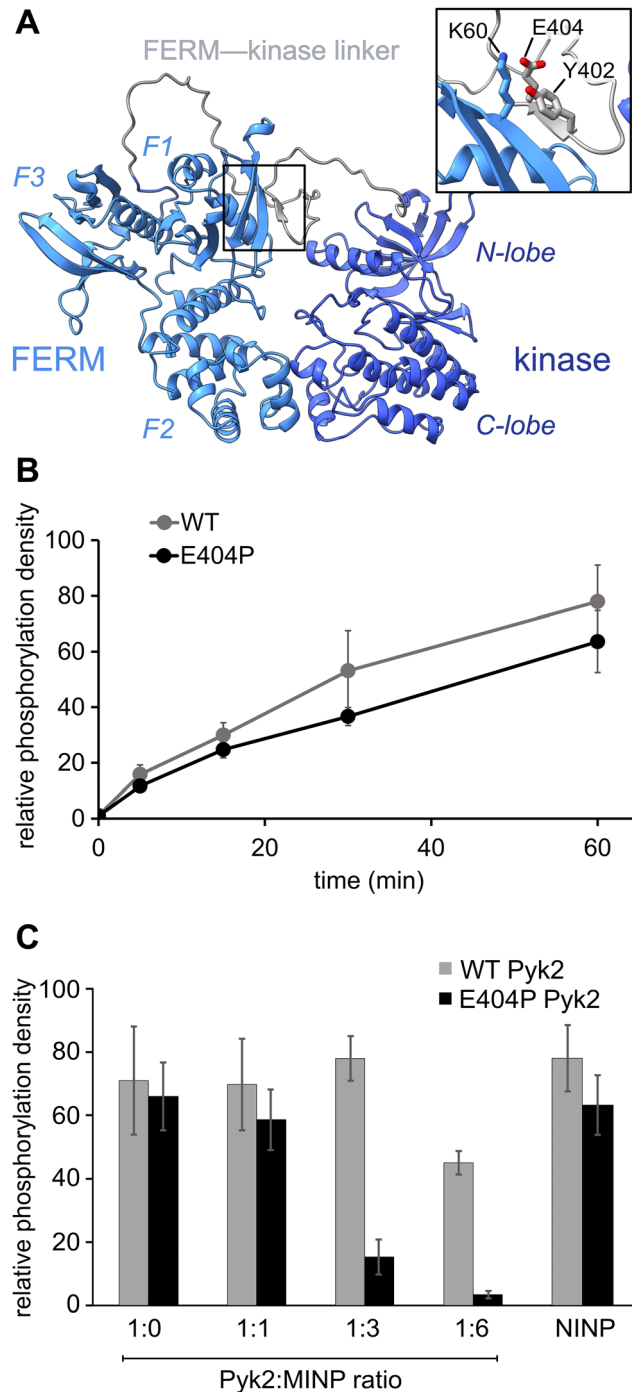 A
FERM—kinase linker
K60
E404
Y402
F1
F3
N-lobe
FERM
kinase
F2
C-lobe
B
WT
E404P
100
80
60
40
20
0
relative phosphorylation density
0 20 40 60
time (min)
C
WT Pyk2
E404P Pyk2
100
80
60
40
20
0
relative phosphorylation density
1:0 1:1 1:3 1:6 NINP
Pyk2:MINP ratio